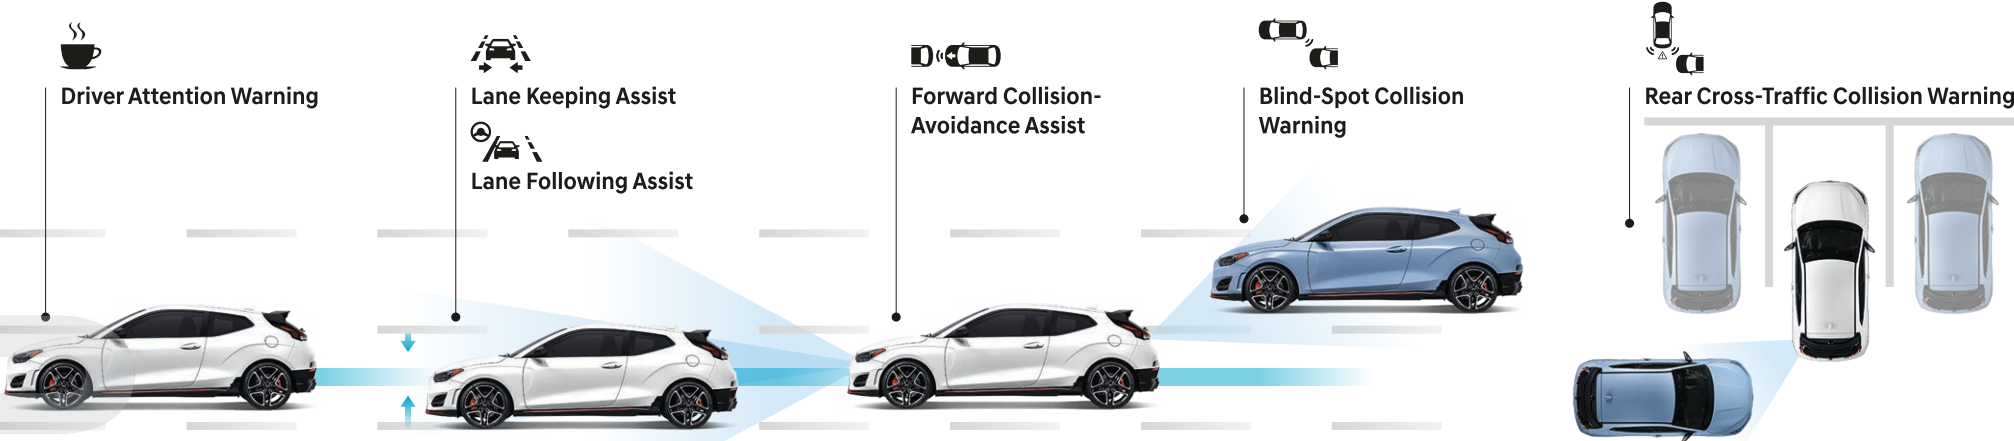 Driver Attention Warning
Lane Keeping Assist
Lane Following Assist
Forward Collision-
Avoidance Assist
Blind-Spot Collision
Warning
Rear Cross-Traffic Collision Warning